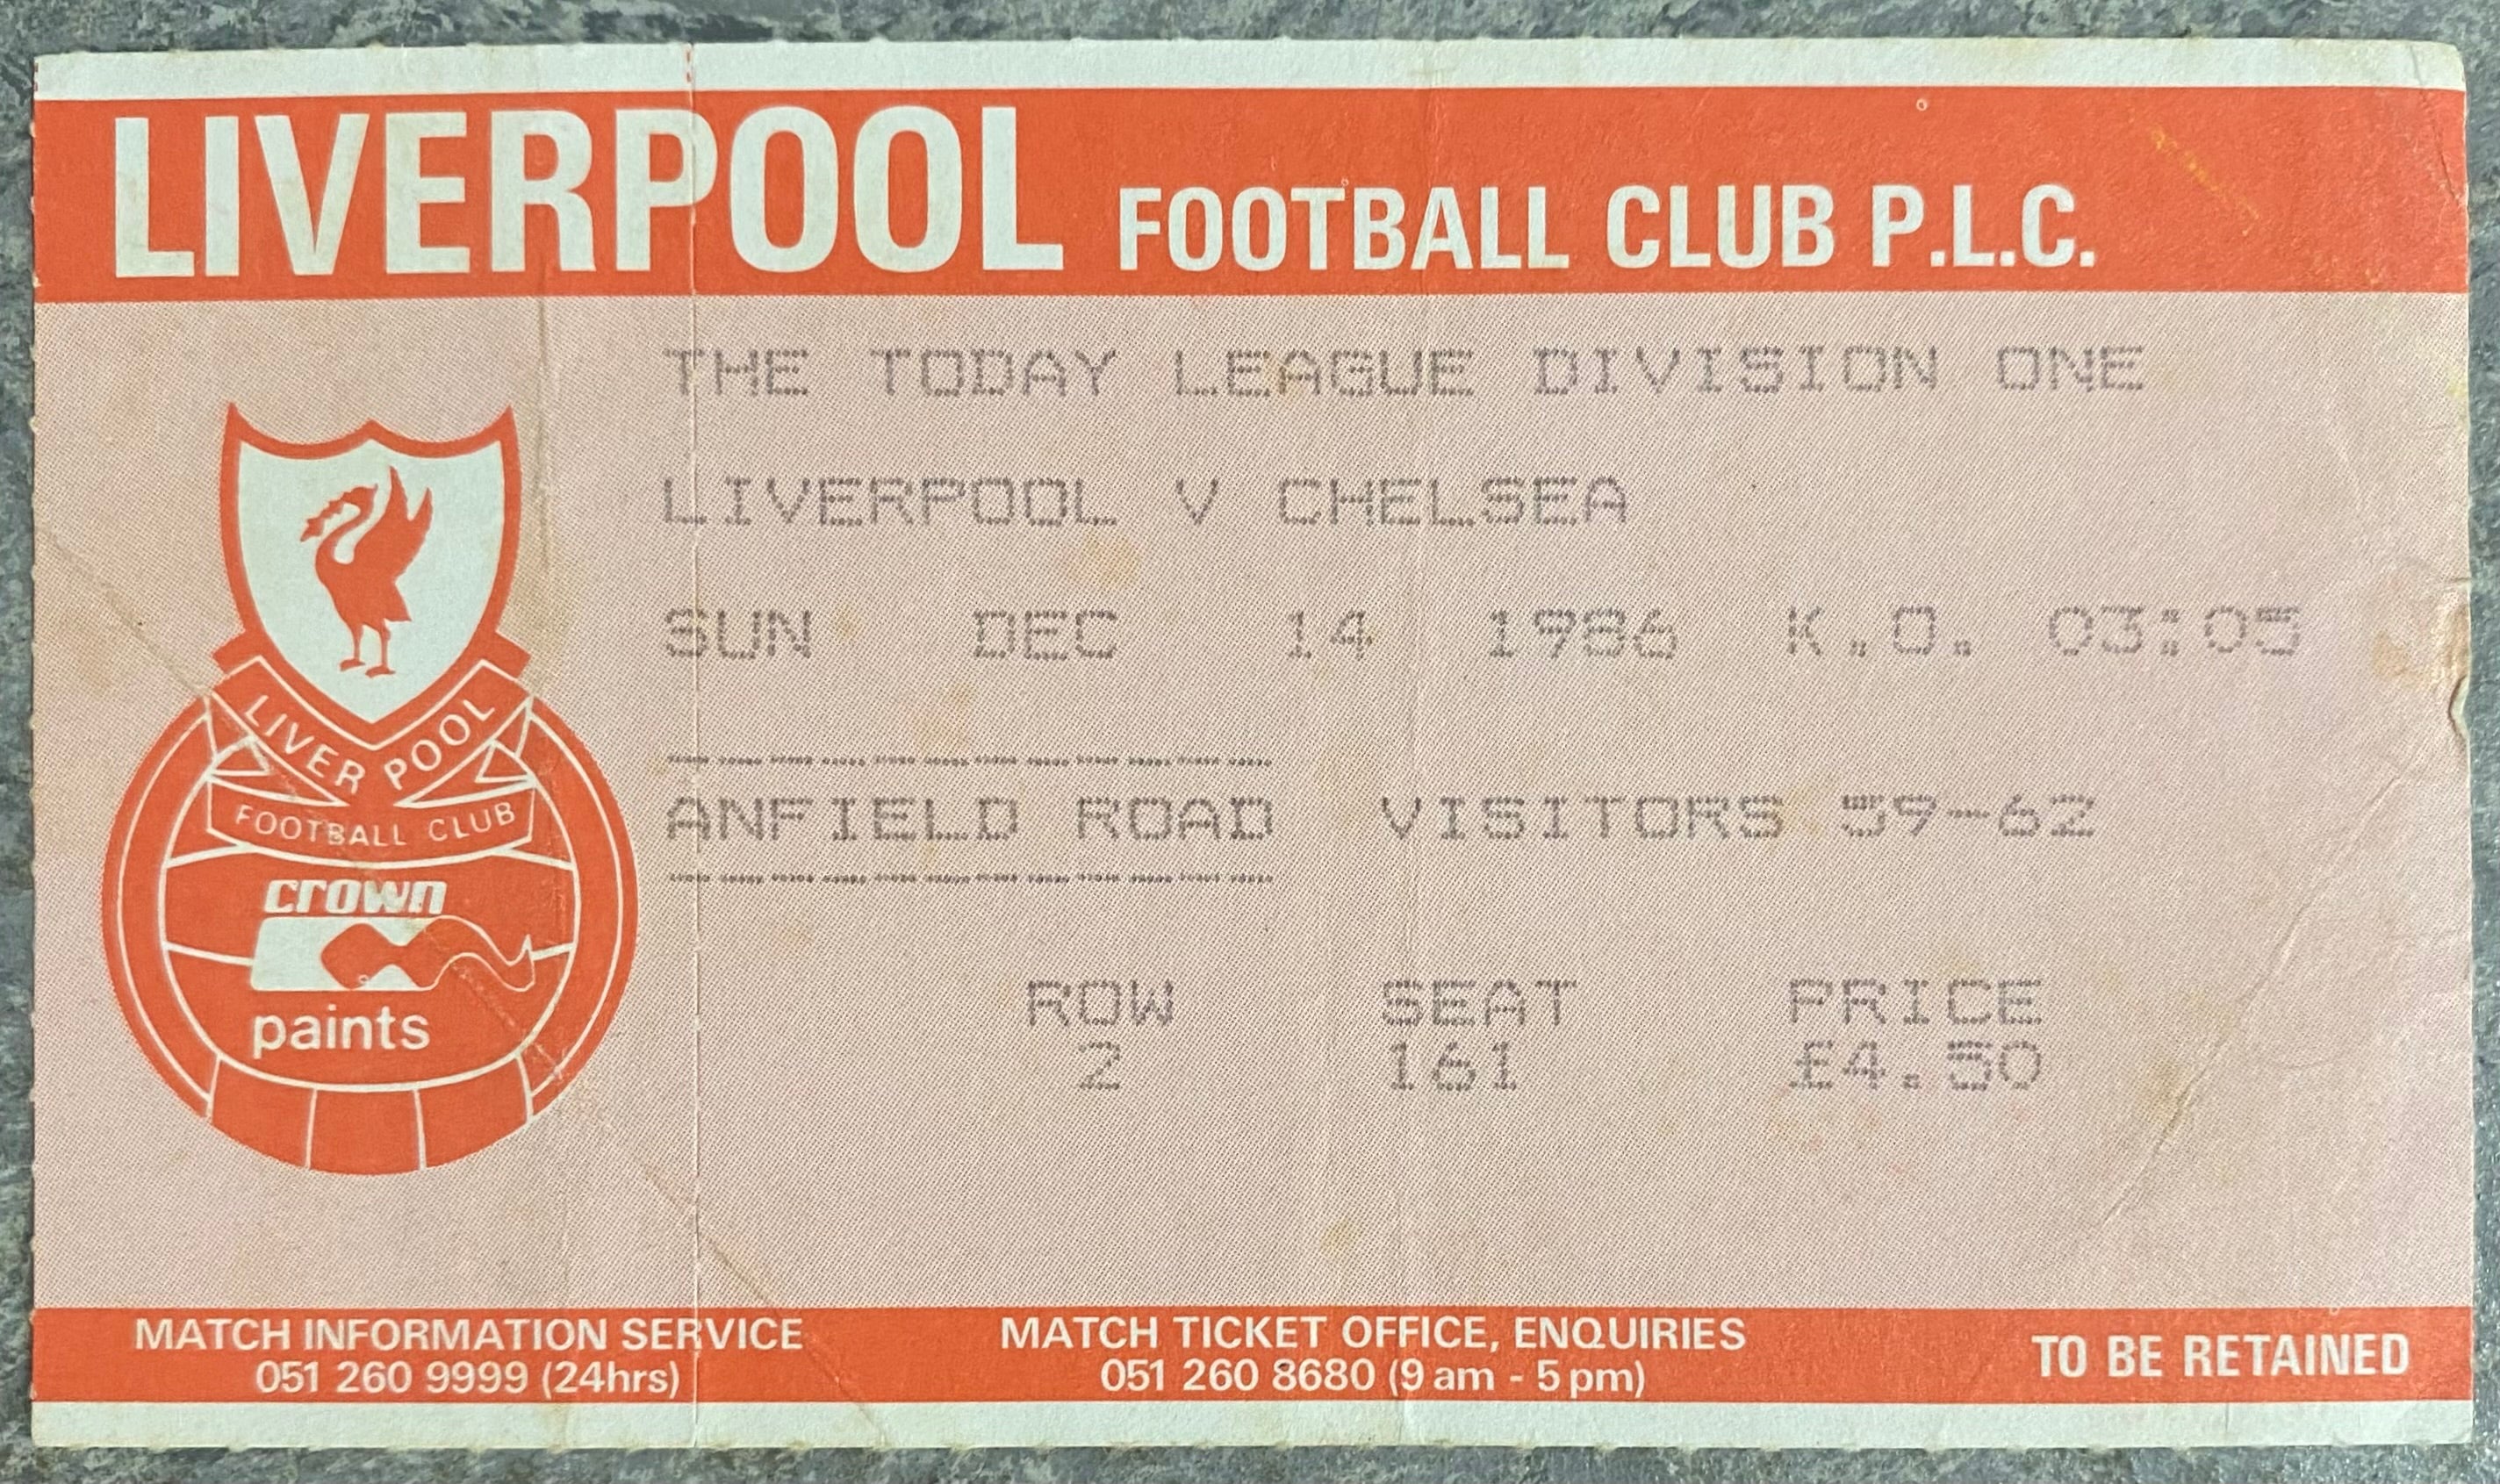 LIVERPOOL FOOTBALL CLUB P.L.C.
THE TODAY LEAGUE DIVISION ONE
LIVERPOOL V CHELSEA
SUN DEC 14 1986 K.O. 03:05
ANFIELD ROAD VISITORS 59-62
ROW SEAT PRICE
2 161 £4.50
LIVERPOOL
FOOTBALL CLUB
crown
paints
MATCH INFORMATION SERVICE
051 260 9999 (24hrs)
MATCH TICKET OFFICE, ENQUIRIES
051 260 8680 (9 am - 5 pm)
TO BE RETAINED